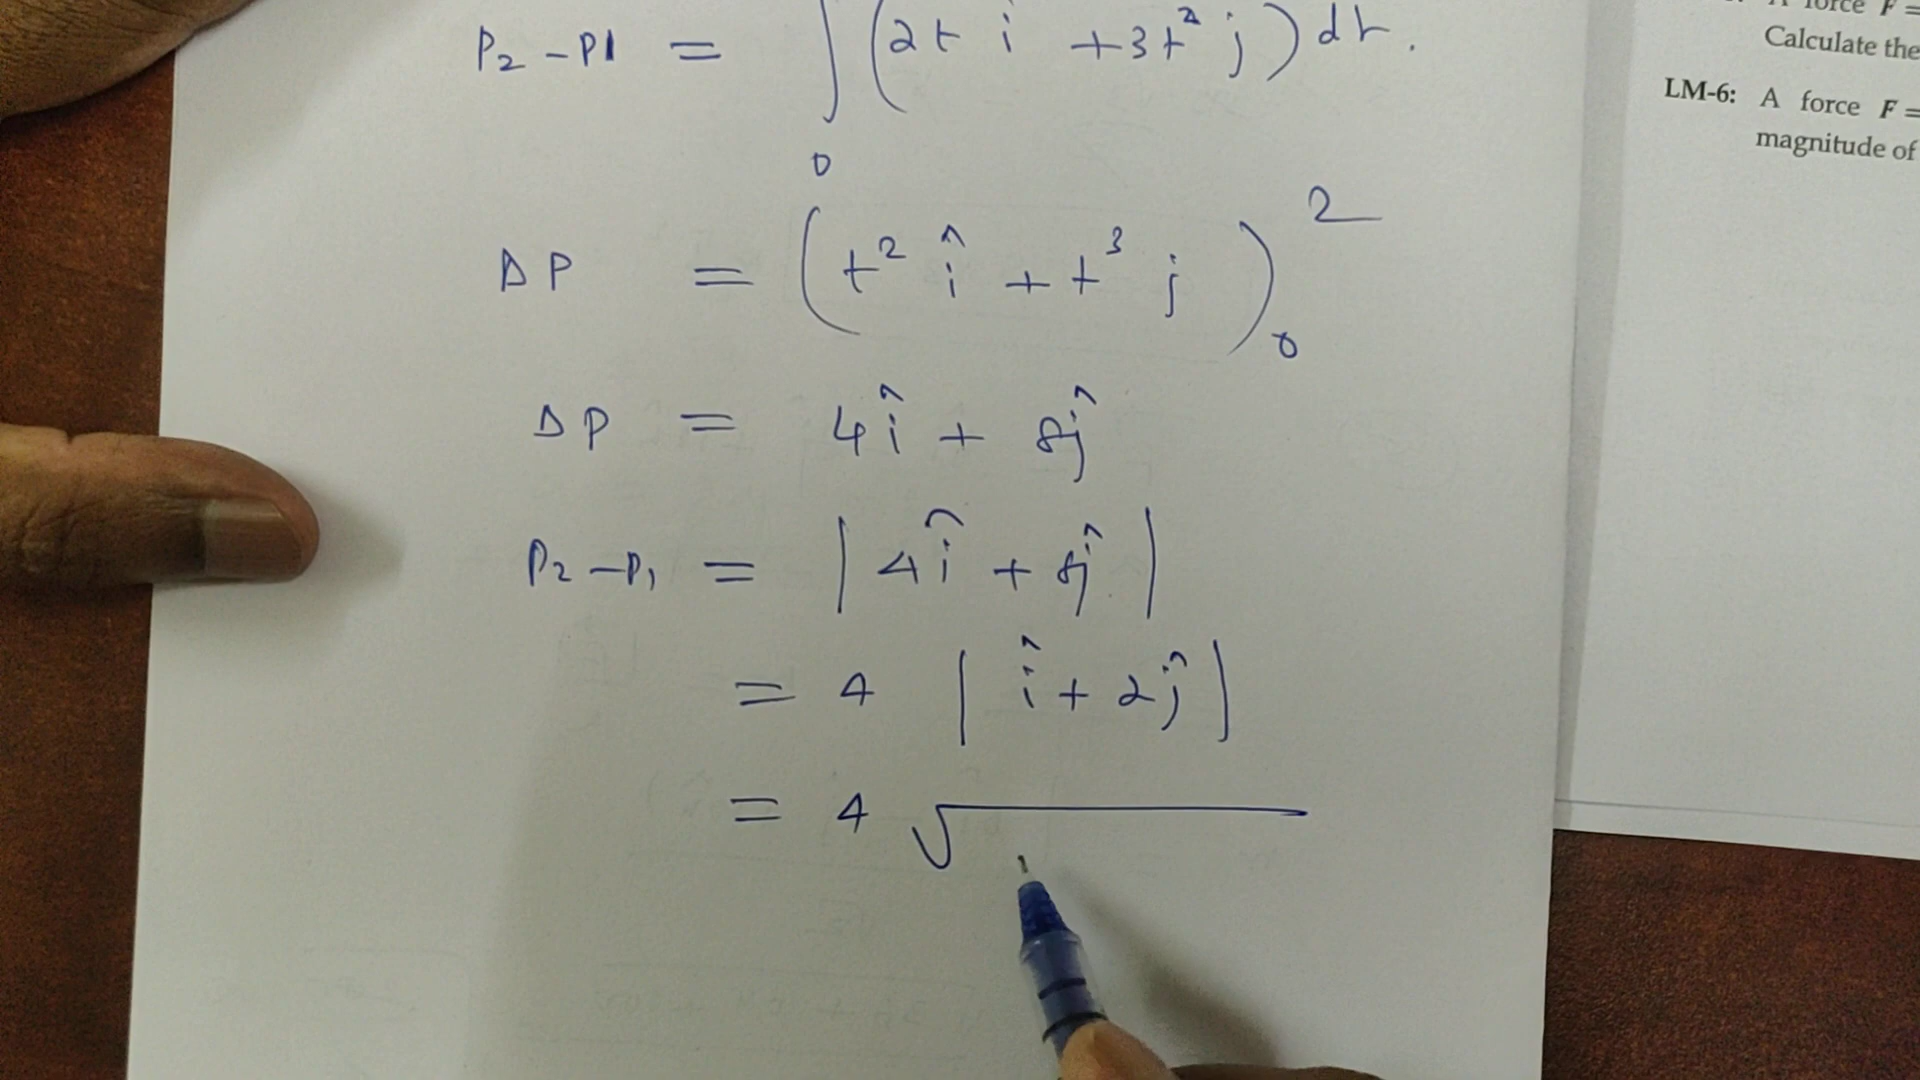 P₂ - P1 = ∫₀ (2t i + 3t² j) dt.
ΔP = (t² î + t³ j)₀²
ΔP = 4î + 8ĵ
P₂ - P₁ = | 4î + 8ĵ |
= 4 | î + 2ĵ |
= 4 √
force F =
Calculate the
LM-6: A force F =
magnitude of